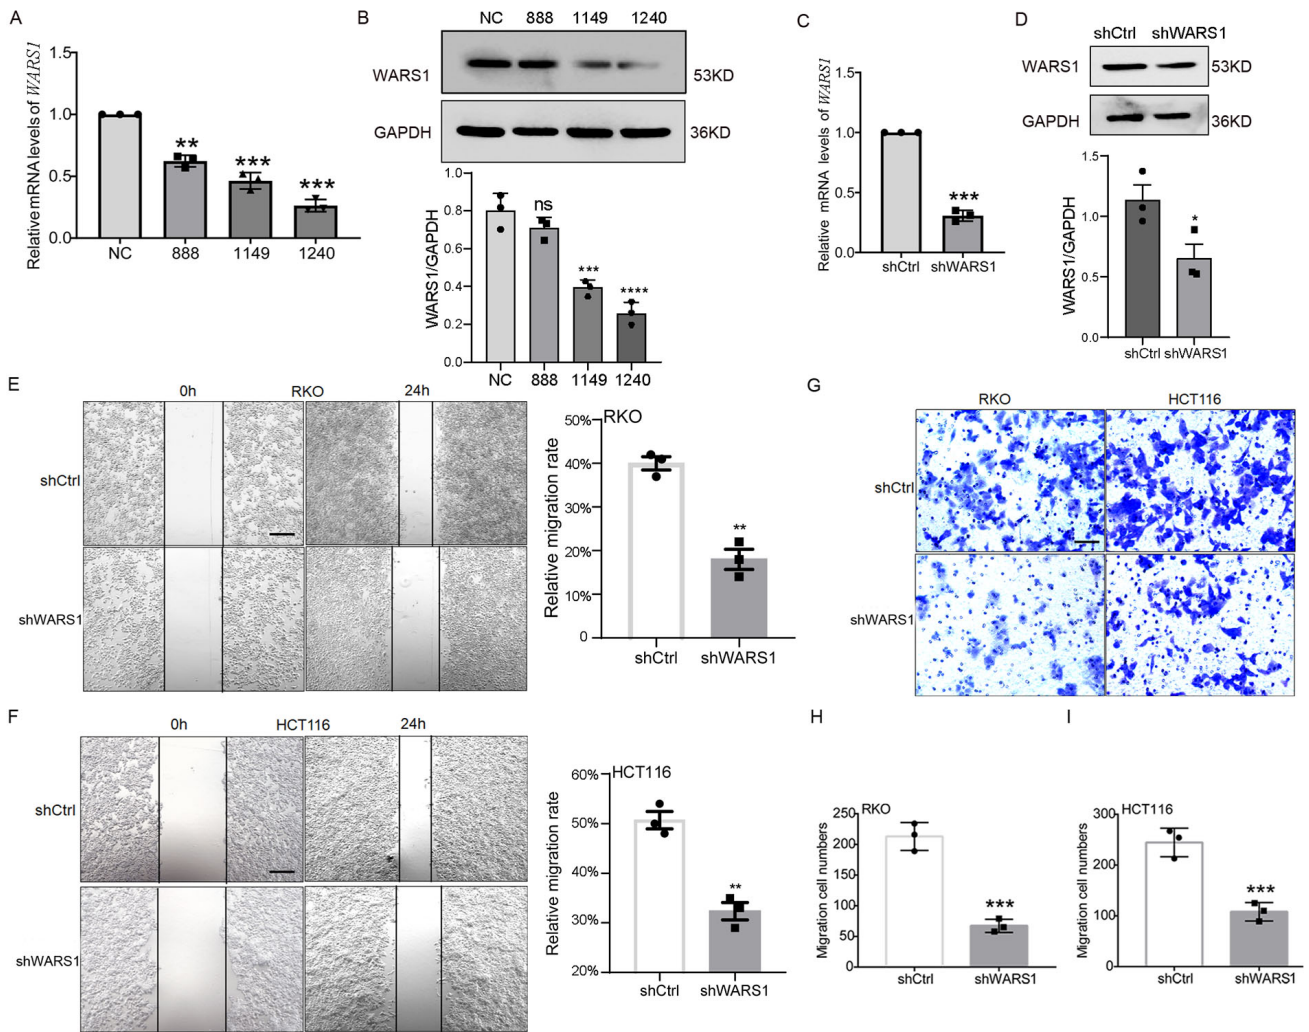 A
Relative mRNA levels of WARS1
1.5
1.0
0.5
0.0
**
***
***
NC 888 1149 1240
B
NC 888 1149 1240
WARS1 53KD
GAPDH 36KD
WARS1/GAPDH
1.0
0.8
0.6
0.4
0.2
0.0
ns
***
****
NC 888 1149 1240
C
Relative mRNA levels of WARS1
1.5
1.0
0.5
0.0
***
shCtrl shWARS1
D
shCtrl shWARS1
WARS1 53KD
GAPDH 36KD
WARS1/GAPDH
1.5
1.0
0.5
0.0
*
shCtrl shWARS1
E
0h RKO 24h
shCtrl
shWARS1
RKO
Relative migration rate
50%
40%
30%
20%
10%
0
**
shCtrl shWARS1
F
0h HCT116 24h
shCtrl
shWARS1
HCT116
Relative migration rate
60%
50%
40%
30%
20%
**
shCtrl shWARS1
G
RKO HCT116
shCtrl
shWARS1
H
RKO
Migration cell numbers
250
200
150
100
50
0
***
shCtrl shWARS1
I
HCT116
Migration cell numbers
300
200
100
0
***
shCtrl shWARS1